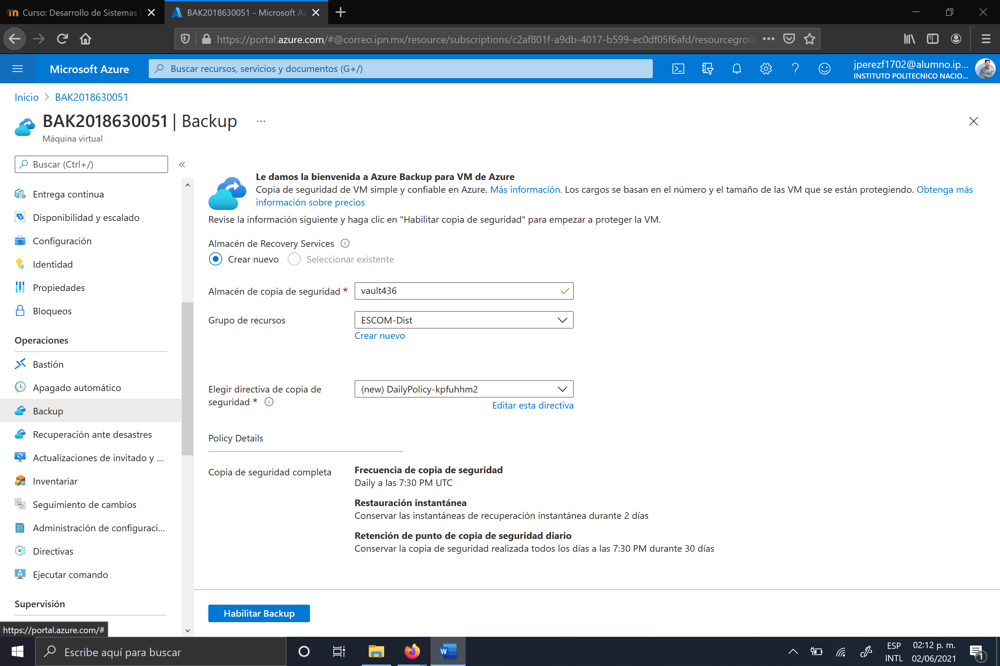 Curso: Desarrollo de Sistemas D
BAK2018630051 - Microsoft Az
https://portal.azure.com/#@correo.ipn.mx/resource/subscriptions/c2af801f-a9db-4017-b599-ec0df05f6afd/resourcegroup
Microsoft Azure
Buscar recursos, servicios y documentos (G+/)
jperezf1702@alumno.ip...
INSTITUTO POLITECNICO NACIO...
Inicio > BAK2018630051
BAK2018630051 | Backup ...
Máquina virtual
Buscar (Ctrl+/)
«
Entrega continua
Disponibilidad y escalado
Configuración
Identidad
Propiedades
Bloqueos
Operaciones
Bastión
Apagado automático
Backup
Recuperación ante desastres
Actualizaciones de invitado y ...
Inventariar
Seguimiento de cambios
Administración de configuraci...
Directivas
Ejecutar comando
Supervisión
Le damos la bienvenida a Azure Backup para VM de Azure
Copia de seguridad de VM simple y confiable en Azure. Más información. Los cargos se basan en el número y el tamaño de las VM que se están protegiendo. Obtenga más
información sobre precios
Revise la información siguiente y haga clic en "Habilitar copia de seguridad" para empezar a proteger la VM.
Almacén de Recovery Services
Crear nuevo Seleccionar existente
Almacén de copia de seguridad * vault436
Grupo de recursos ESCOM-Dist
Crear nuevo
Elegir directiva de copia de
seguridad *
(new) DailyPolicy-kpfuhhm2
Editar esta directiva
Policy Details
Copia de seguridad completa
Frecuencia de copia de seguridad
Daily a las 7:30 PM UTC
Restauración instantánea
Conservar las instantáneas de recuperación instantánea durante 2 días
Retención de punto de copia de seguridad diario
Conservar la copia de seguridad realizada todos los días a las 7:30 PM durante 30 días
Habilitar Backup
https://portal.azure.com/#
Escribe aquí para buscar
W
ESP
INTL
02:12 p. m.
02/06/2021
1